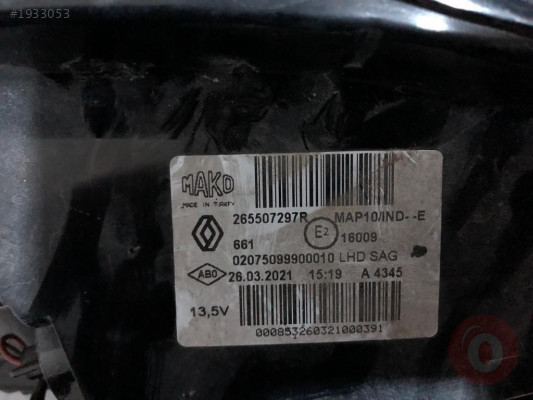 #1933053
MAKO
MADE IN TURKEY
265507297R MAP10/IND--E
661 E2 16009
02075099900010 LHD SAG
ABO 26.03.2021 15:19 A 4345
13,5V
000853260321000391